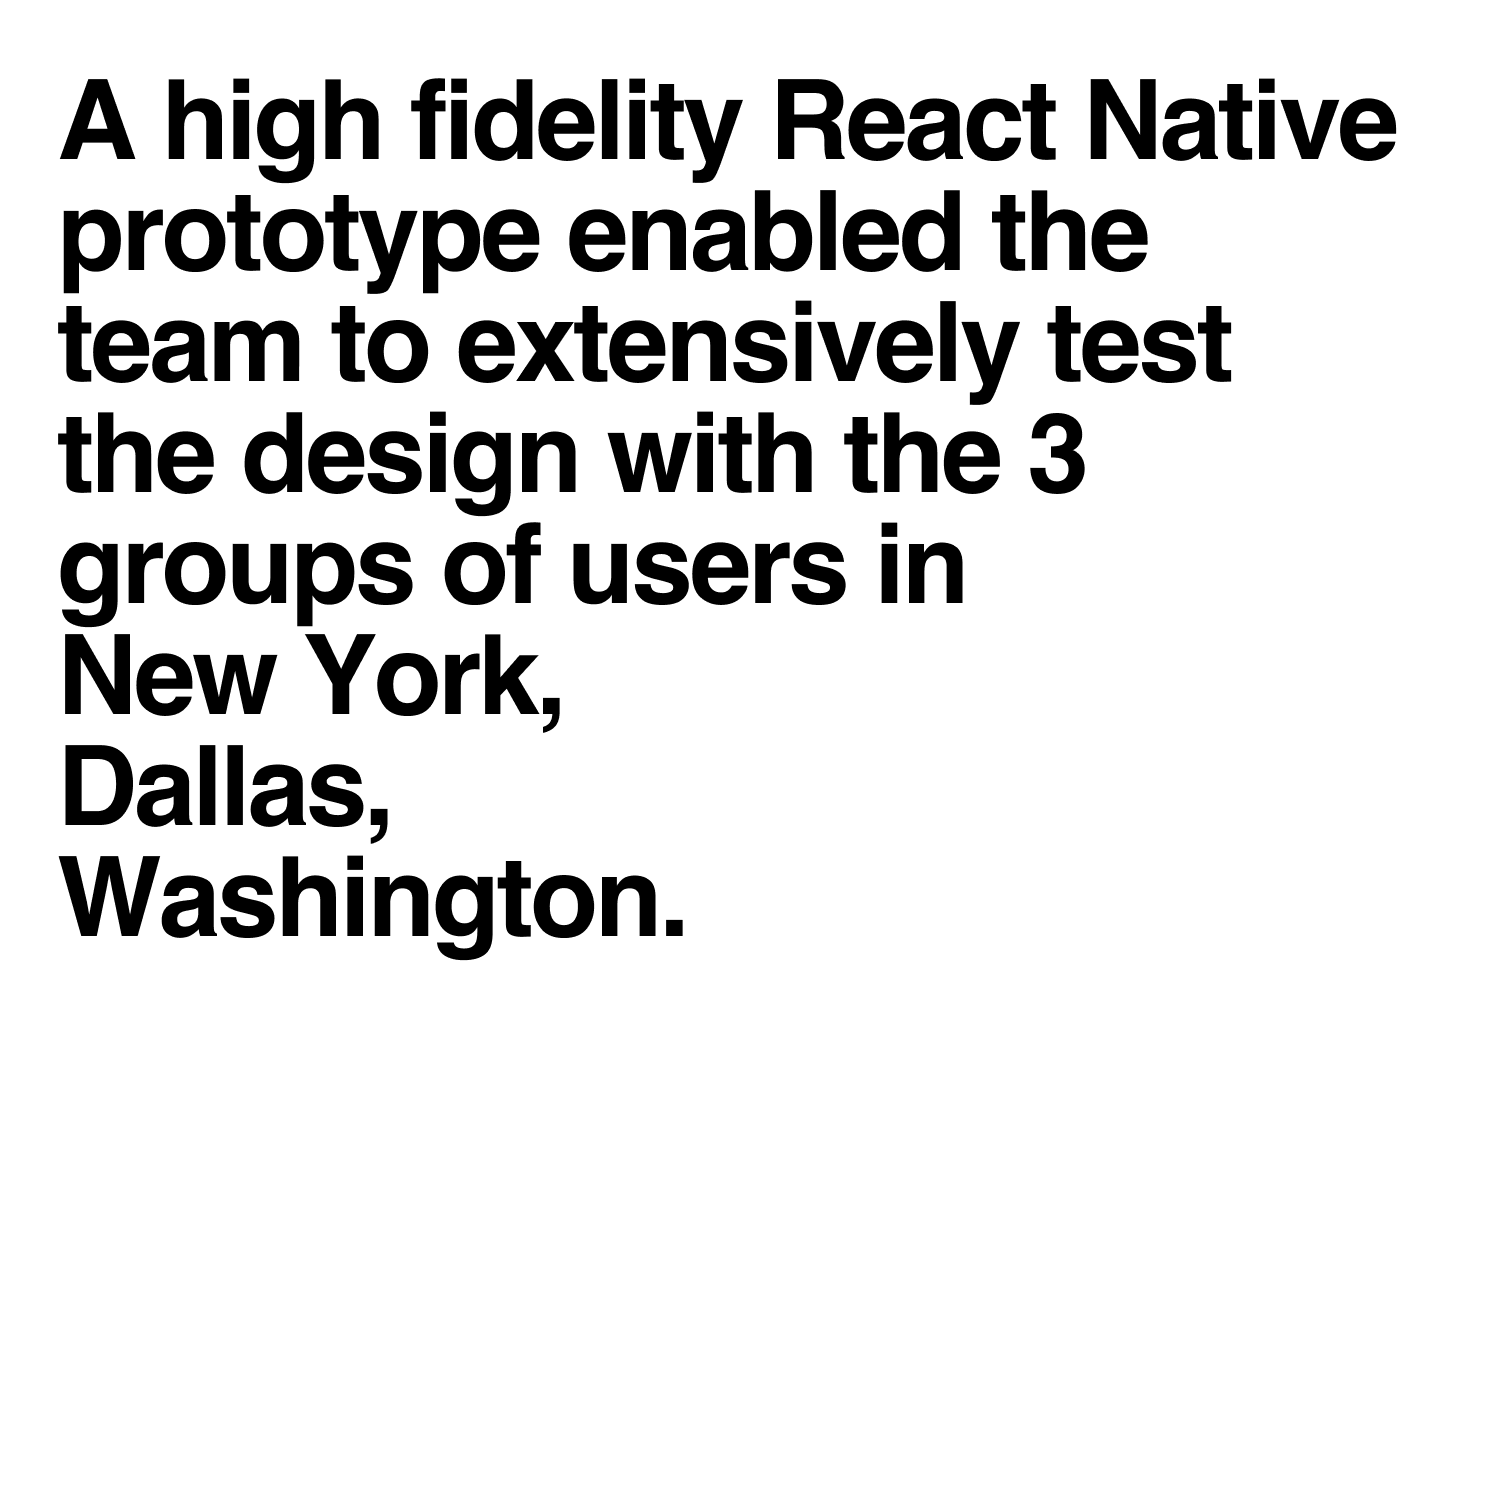 A high fidelity React Native
prototype enabled the
team to extensively test
the design with the 3
groups of users in
New York,
Dallas,
Washington.